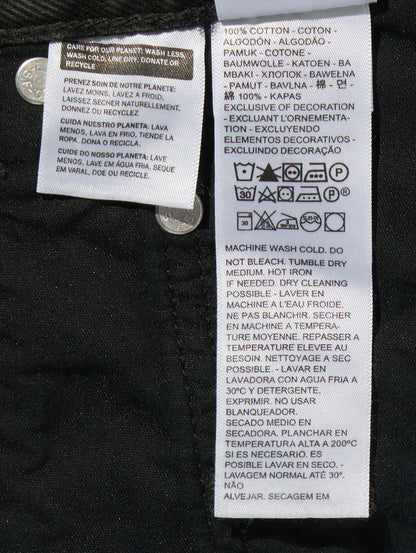 CARE FOR OUR PLANET: WASH LESS,
WASH COLD, LINE DRY, DONATE OR
RECYCLE
PRENEZ SOIN DE NOTRE PLANÈTE:
LAVEZ MOINS, LAVEZ À FROID,
LAISSEZ SÉCHER NATURELLEMENT,
DONNEZ OU RECYCLEZ
CUIDA NUESTRO PLANETA: LAVA
MENOS, LAVA EN FRIO, TIENDE LA
ROPA, DONA O RECICLA.
CUIDE DO NOSSO PLANETA: LAVE
MENOS, LAVE EM ÁGUA FRIA, SEQUE
EM VARAL, DOE OU RECICLE.
100% COTTON - COTON -
ALGODÓN - ALGODÃO -
PAMUK - COTONE -
BAUMWOLLE - KATOEN - BA
MBAKI - ХЛОПОК - BAWEŁNA
- PAMUT - BAVLNA - 棉 - 면 -
綿 100% - KAPAS
EXCLUSIVE OF DECORATION
- EXCLUANT L'ORNEMENTA-
TION - EXCLUYENDO
ELEMENTOS DECORATIVOS -
EXCLUINDO DECORAÇÃO
P
30 P
MACHINE WASH COLD. DO
NOT BLEACH. TUMBLE DRY
MEDIUM. HOT IRON
IF NEEDED. DRY CLEANING
POSSIBLE - LAVER EN
MACHINE A L'EAU FROIDE.
NE PAS BLANCHIR. SECHER
EN MACHINE A TEMPERA-
TURE MOYENNE. REPASSER A
TEMPERATURE ELEVEE AU
BESOIN. NETTOYAGE A SEC
POSSIBLE. - LAVAR EN
LAVADORA CON AGUA FRIA A
30ºC Y DETERGENTE,
EXPRIMIR. NO USAR
BLANQUEADOR.
SECADO MEDIO EN
SECADORA. PLANCHAR EN
TEMPERATURA ALTA A 200ºC
SI ES NECESARIO. ES
POSIBLE LAVAR EN SECO. -
LAVAGEM NORMAL ATÉ 30º.
NÃO
ALVEJAR. SECAGEM EM